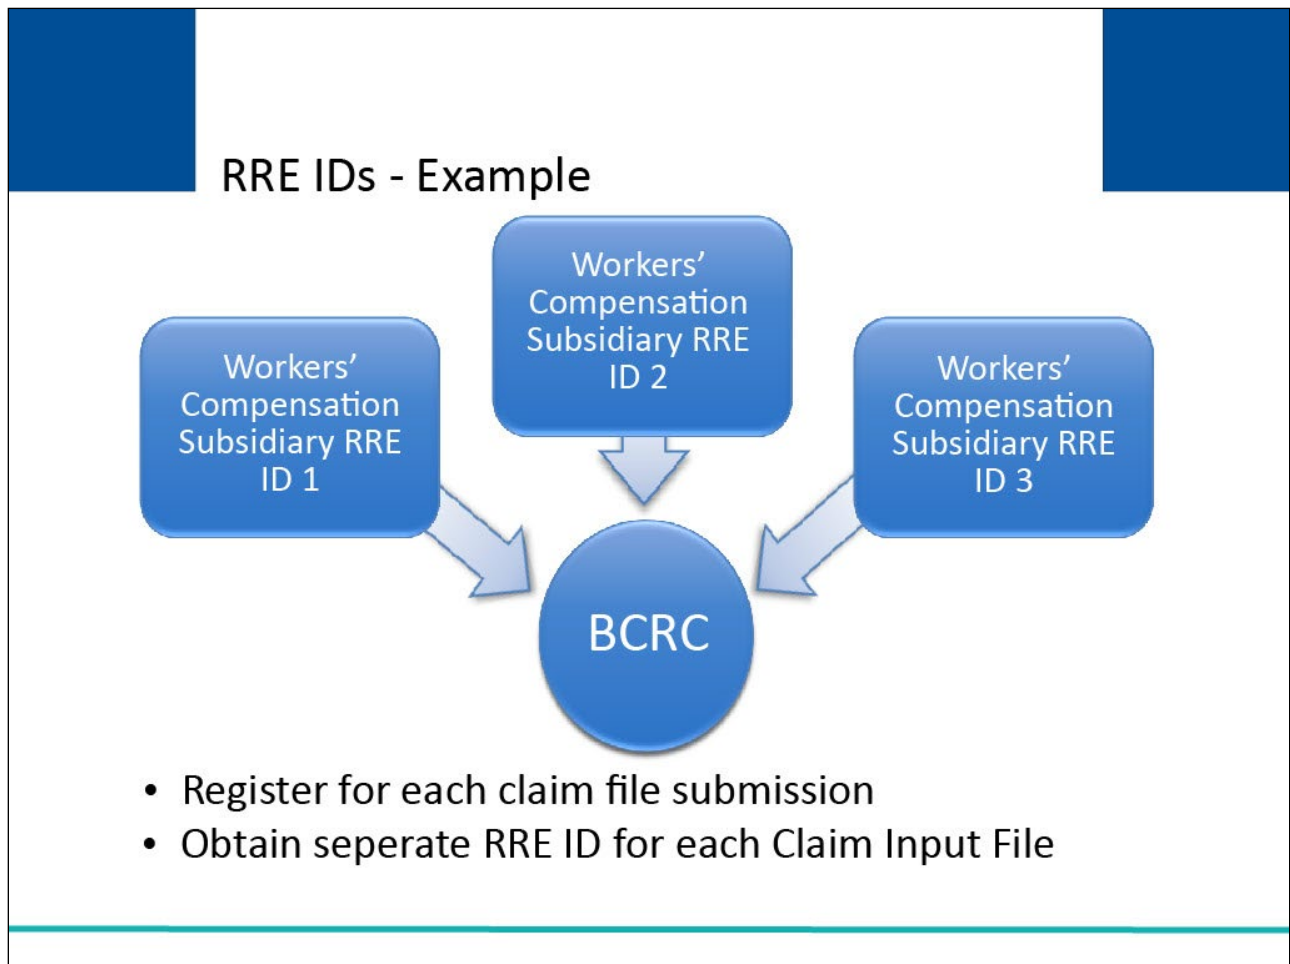 RRE IDs - Example
Workers’
Compensation
Subsidiary RRE
ID 1
Workers’
Compensation
Subsidiary RRE
ID 2
Workers’
Compensation
Subsidiary RRE
ID 3
BCRC
• Register for each claim file submission
• Obtain seperate RRE ID for each Claim Input File